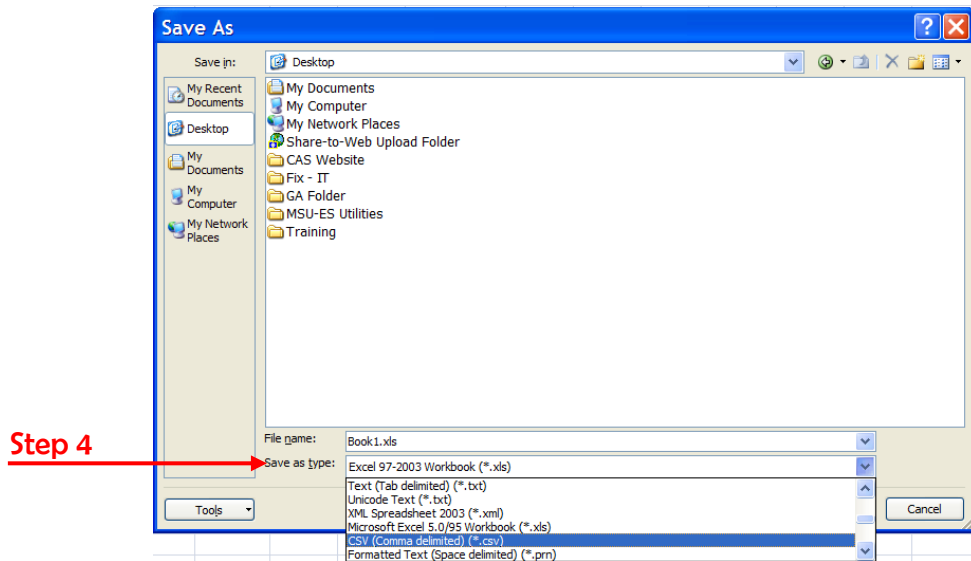 Save As
?
Save in:
Desktop
My Recent
Documents
Desktop
My
Documents
My
Computer
My Network
Places
My Documents
My Computer
My Network Places
Share-to-Web Upload Folder
CAS Website
Fix - IT
GA Folder
MSU-ES Utilities
Training
Step 4
File name:
Book1.xls
Save as type:
Excel 97-2003 Workbook (*.xls)
Text (Tab delimited) (*.txt)
Unicode Text (*.txt)
XML Spreadsheet 2003 (*.xml)
Microsoft Excel 5.0/95 Workbook (*.xls)
CSV (Comma delimited) (*.csv)
Formatted Text (Space delimited) (*.prn)
Tools
Cancel